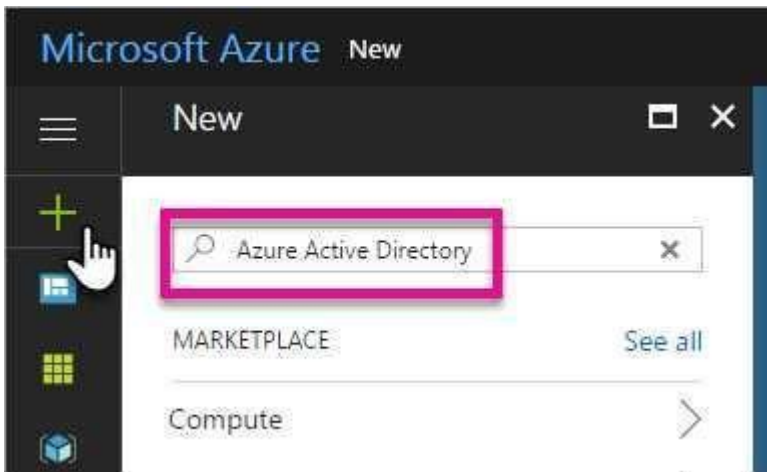 Microsoft Azure New
New
Azure Active Directory
MARKETPLACE See all
Compute